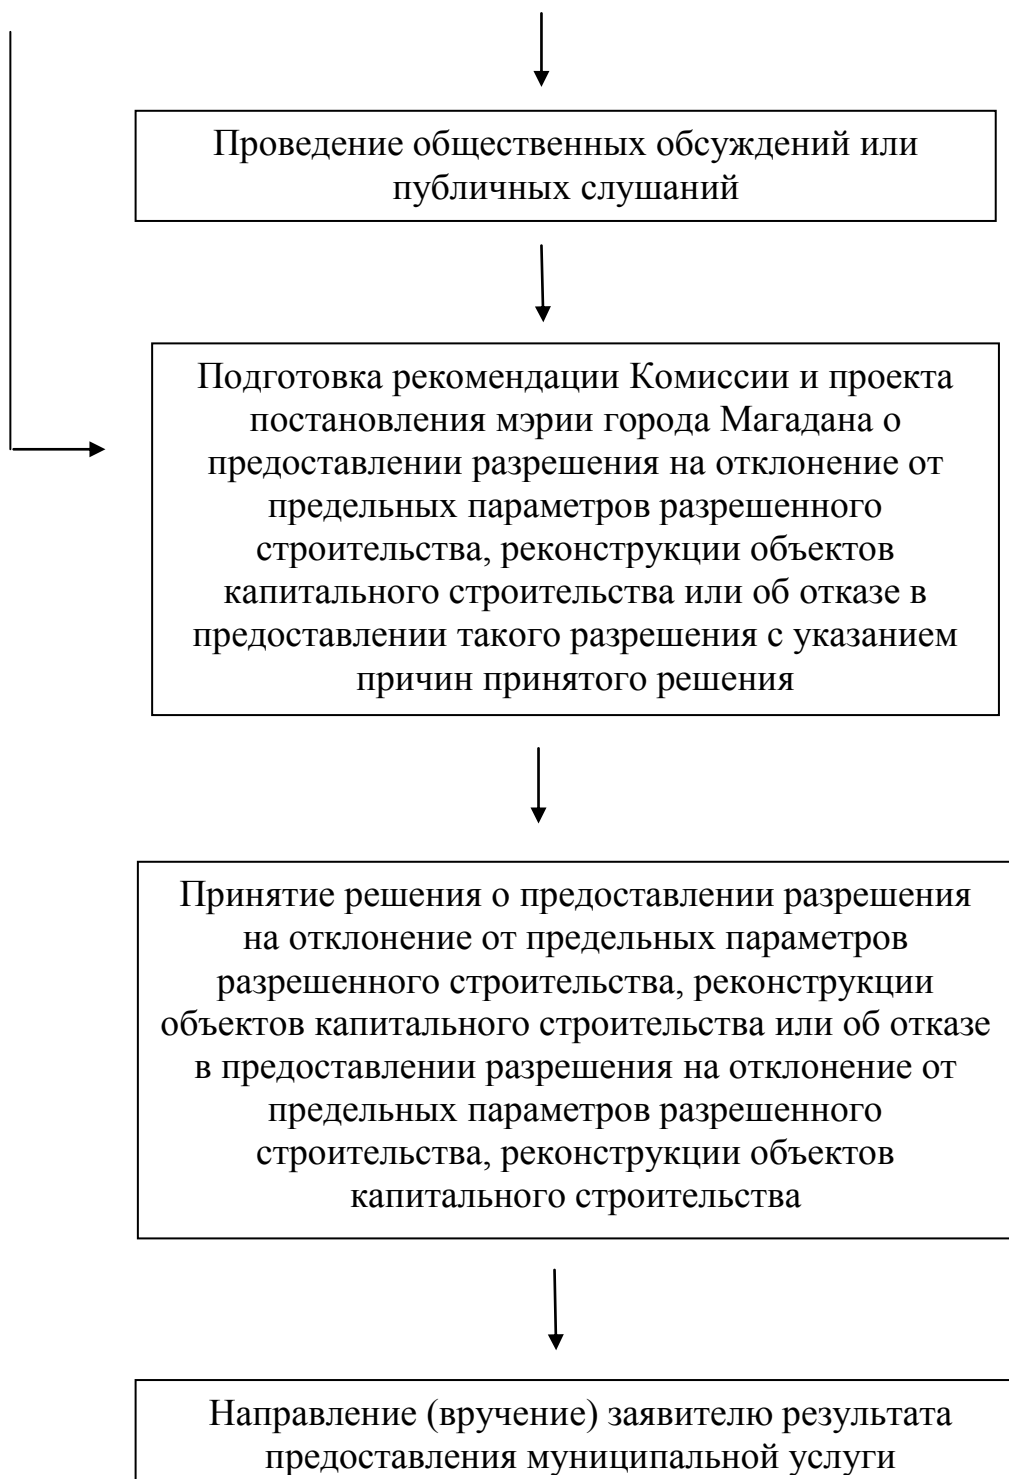 Проведение общественных обсуждений или
публичных слушаний
Подготовка рекомендации Комиссии и проекта
постановления мэрии города Магадана о
предоставлении разрешения на отклонение от
предельных параметров разрешенного
строительства, реконструкции объектов
капитального строительства или об отказе в
предоставлении такого разрешения с указанием
причин принятого решения
Принятие решения о предоставлении разрешения
на отклонение от предельных параметров
разрешенного строительства, реконструкции
объектов капитального строительства или об отказе
в предоставлении разрешения на отклонение от
предельных параметров разрешенного
строительства, реконструкции объектов
капитального строительства
Направление (вручение) заявителю результата
предоставления муниципальной услуги